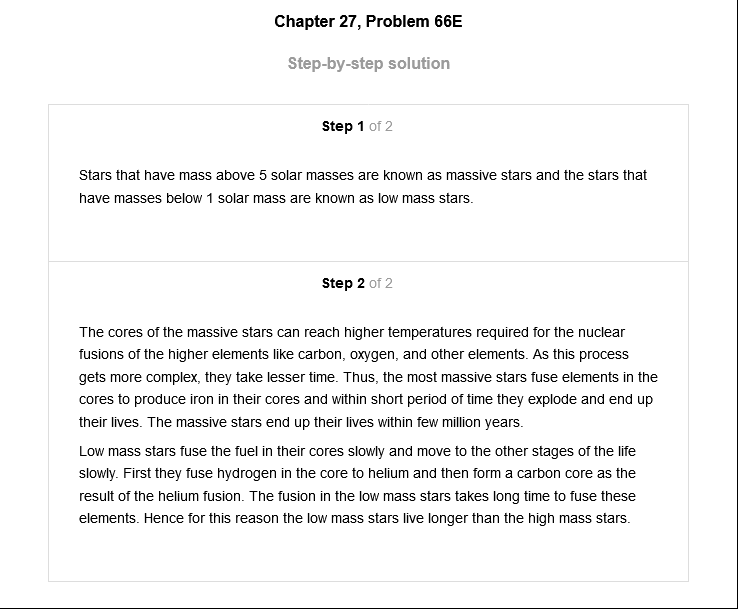 Chapter 27, Problem 66E
Step-by-step solution
Step 1 of 2
Stars that have mass above 5 solar masses are known as massive stars and the stars that
have masses below 1 solar mass are known as low mass stars.
Step 2 of 2
The cores of the massive stars can reach higher temperatures required for the nuclear
fusions of the higher elements like carbon, oxygen, and other elements. As this process
gets more complex, they take lesser time. Thus, the most massive stars fuse elements in the
cores to produce iron in their cores and within short period of time they explode and end up
their lives. The massive stars end up their lives within few million years.
Low mass stars fuse the fuel in their cores slowly and move to the other stages of the life
slowly. First they fuse hydrogen in the core to helium and then form a carbon core as the
result of the helium fusion. The fusion in the low mass stars takes long time to fuse these
elements. Hence for this reason the low mass stars live longer than the high mass stars.